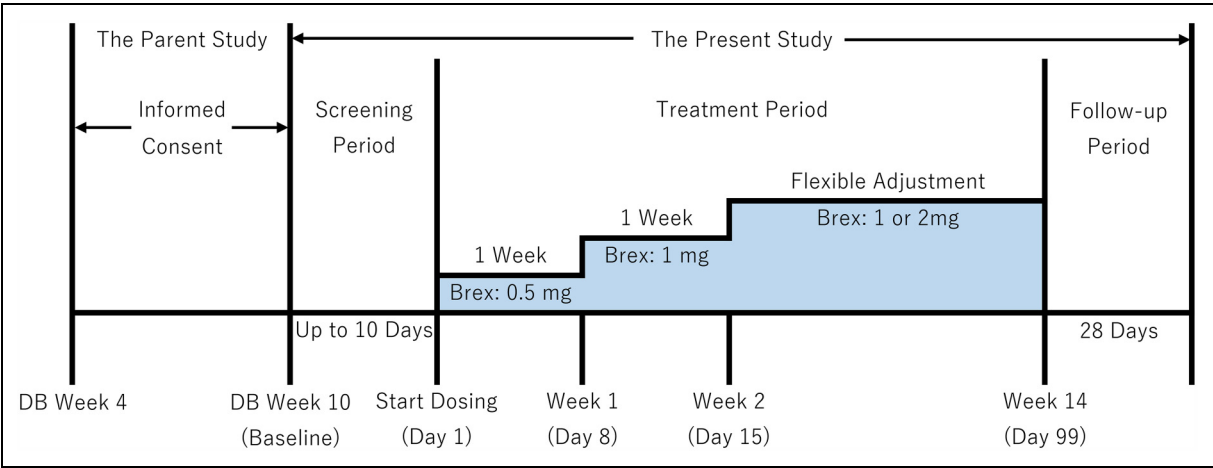 The Parent Study
The Present Study
Informed
Consent
Screening
Period
Treatment Period
Follow-up
Period
Flexible Adjustment
Brex: 1 or 2mg
1 Week
Brex: 1 mg
1 Week
Brex: 0.5 mg
Up to 10 Days
28 Days
DB Week 4
DB Week 10
(Baseline)
Start Dosing
(Day 1)
Week 1
(Day 8)
Week 2
(Day 15)
Week 14
(Day 99)